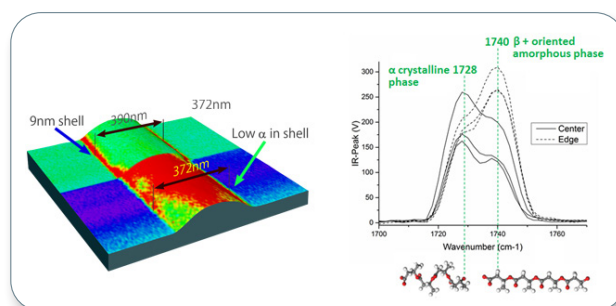 9nm shell
390nm
372nm
372nm
Low α in shell
1740 β + oriented
amorphous phase
α crystalline 1728
phase
IR-Peak (V)
300
250
200
150
100
50
0
Center
Edge
1700
1720
1740
1760
Wavenumber (cm-1)